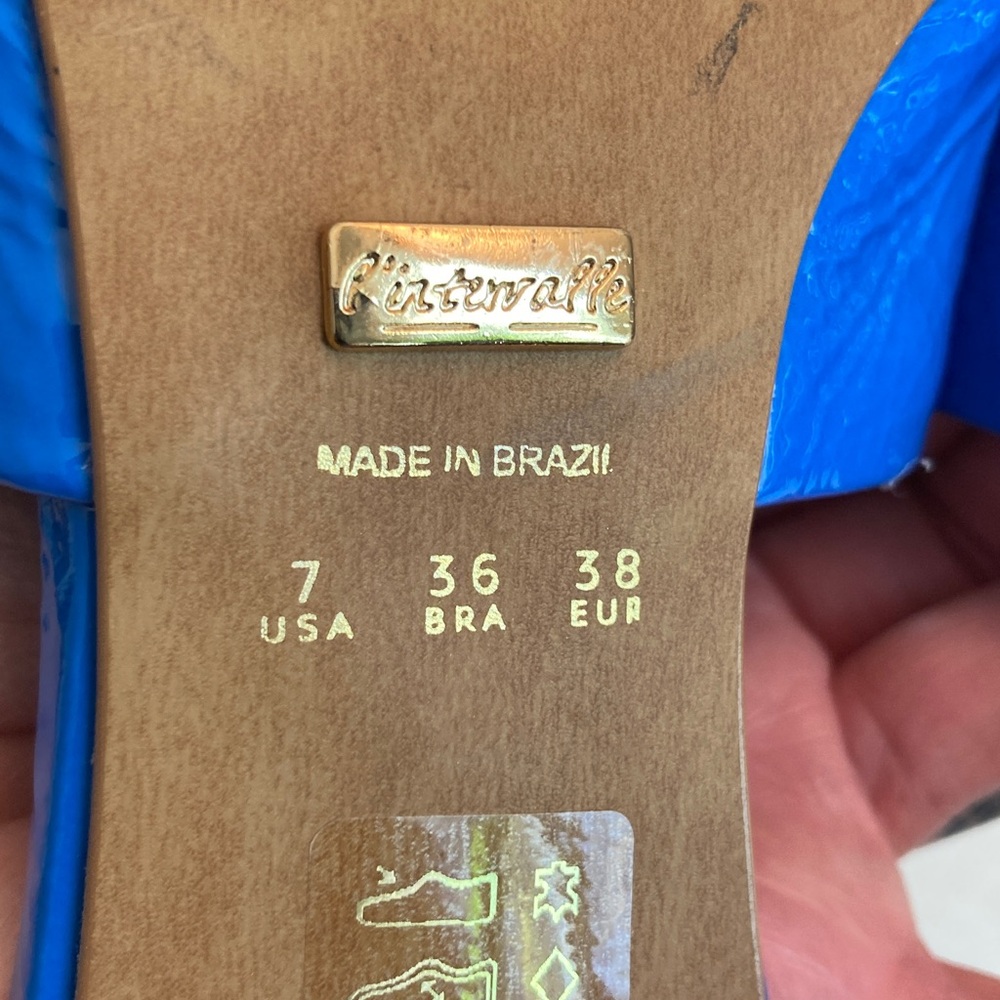 l'intervalle
MADE IN BRAZIL
7 36 38
USA BRA EUR